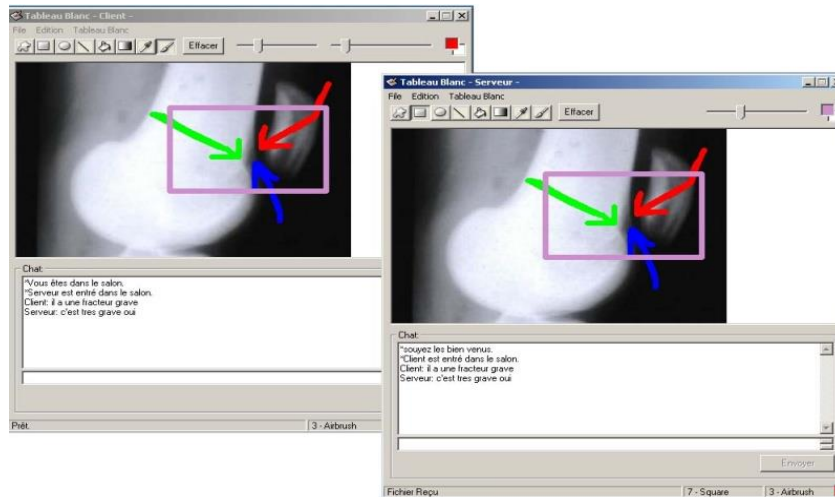 Tableau Blanc - Client -
File Edition Tableau Blanc
Effacer
Chat:
*Vous êtes dans le salon.
*Serveur est entré dans le salon.
Client: il a une fracteur grave
Serveur: c'est tres grave oui
Prêt.
3 - Airbrush
Tableau Blanc - Serveur -
File Edition Tableau Blanc
Effacer
Chat:
*souyez les bien venus.
*Client est entré dans le salon.
Client: il a une fracteur grave
Serveur: c'est tres grave oui
Envoyer
Fichier Reçu
7 - Square
3 - Airbrush